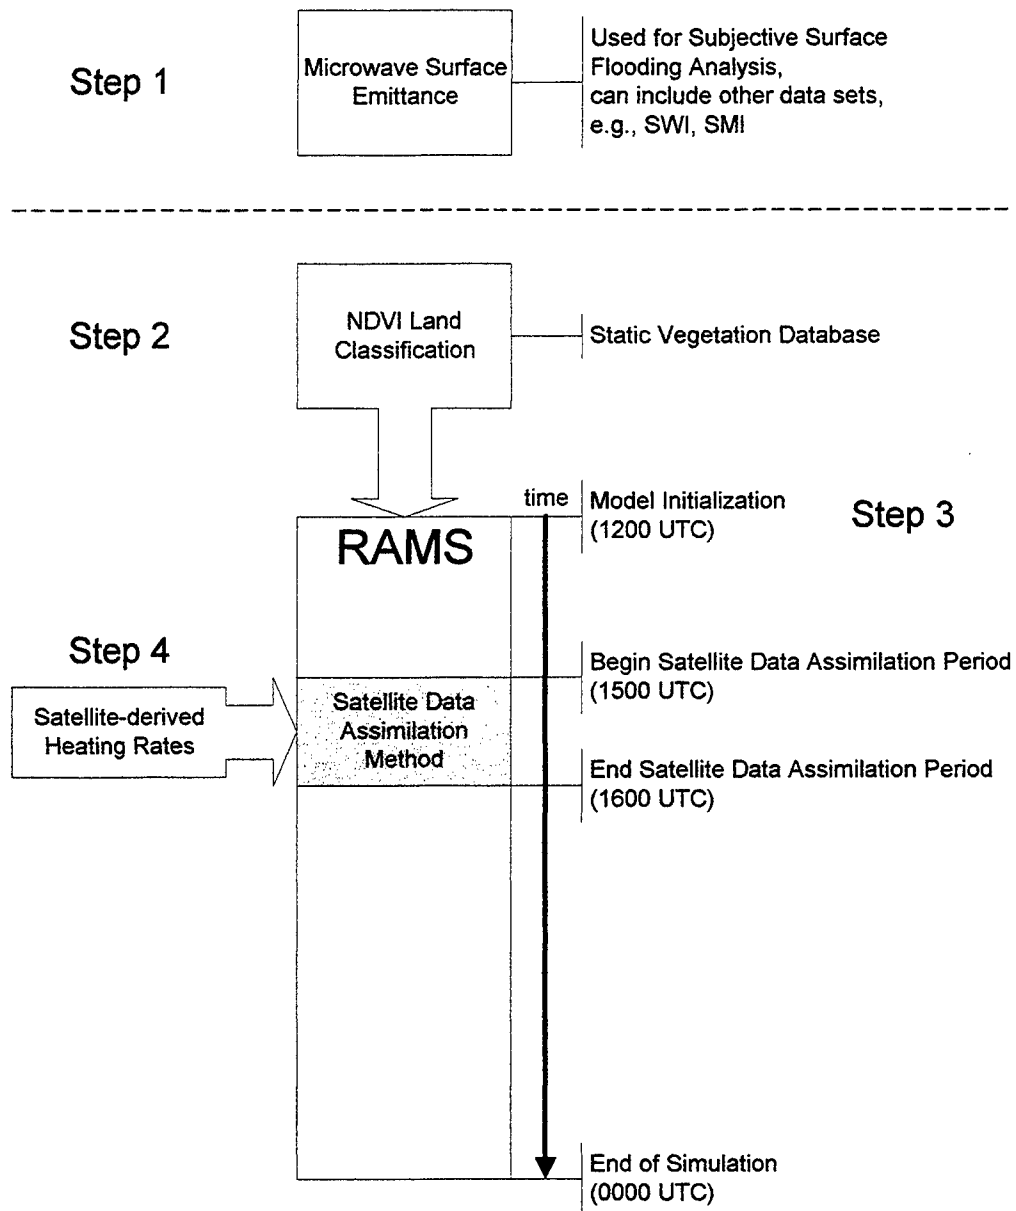 Step 1
Microwave Surface
Emittance
Used for Subjective Surface
Flooding Analysis,
can include other data sets,
e.g., SWI, SMI
Step 2
NDVI Land
Classification
Static Vegetation Database
time
Model Initialization
(1200 UTC)
Step 3
RAMS
Step 4
Satellite-derived
Heating Rates
Satellite Data
Assimilation
Method
Begin Satellite Data Assimilation Period
(1500 UTC)
End Satellite Data Assimilation Period
(1600 UTC)
End of Simulation
(0000 UTC)